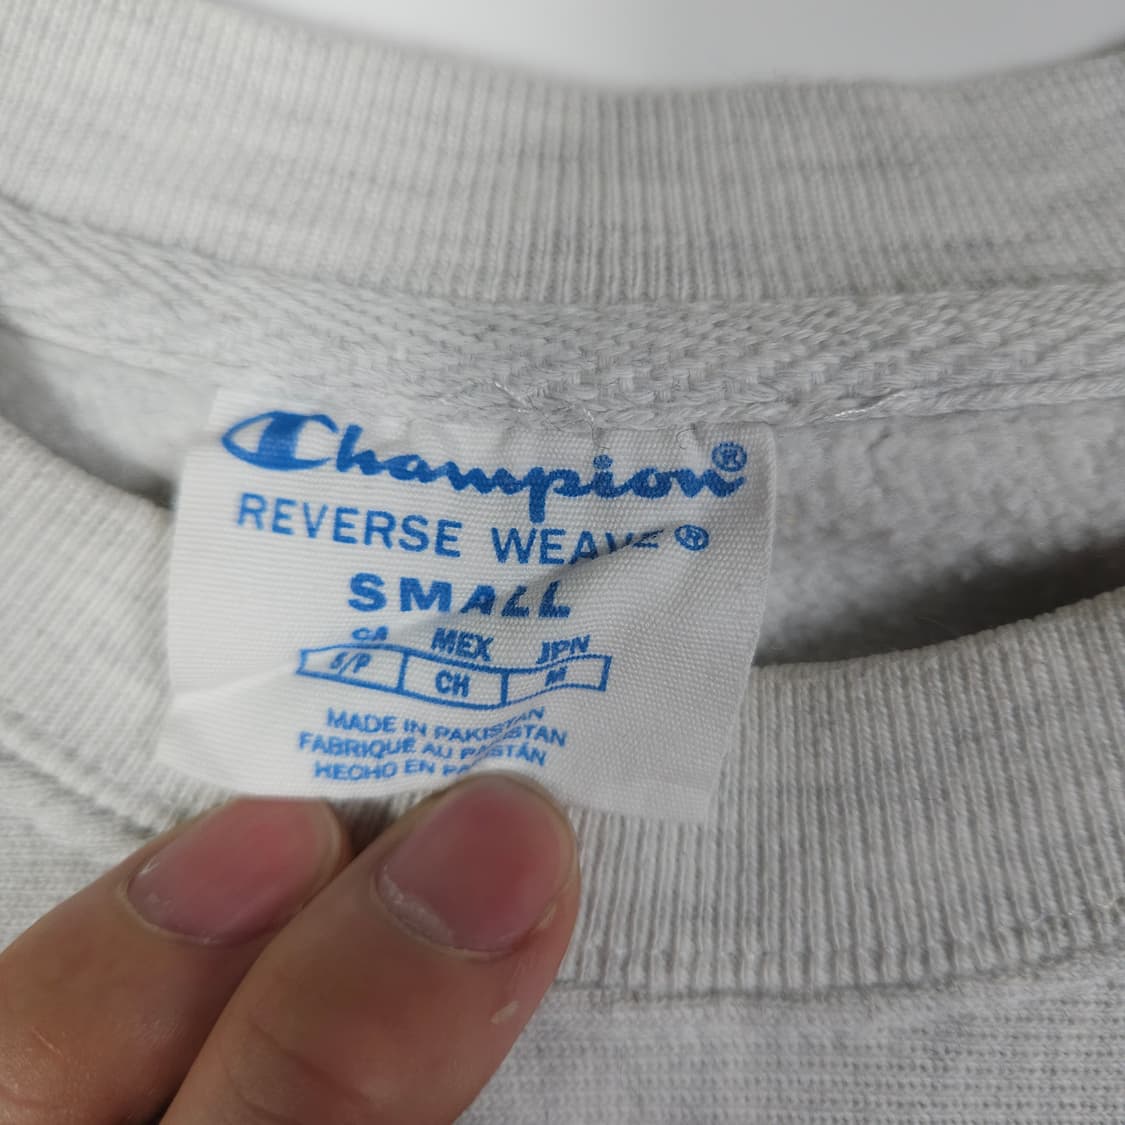 Champion®
REVERSE WEAVE®
SMALL
CA MEX JPN
S/P CH M
MADE IN PAKISTAN
FABRIQUÉ AU
HECHO EN